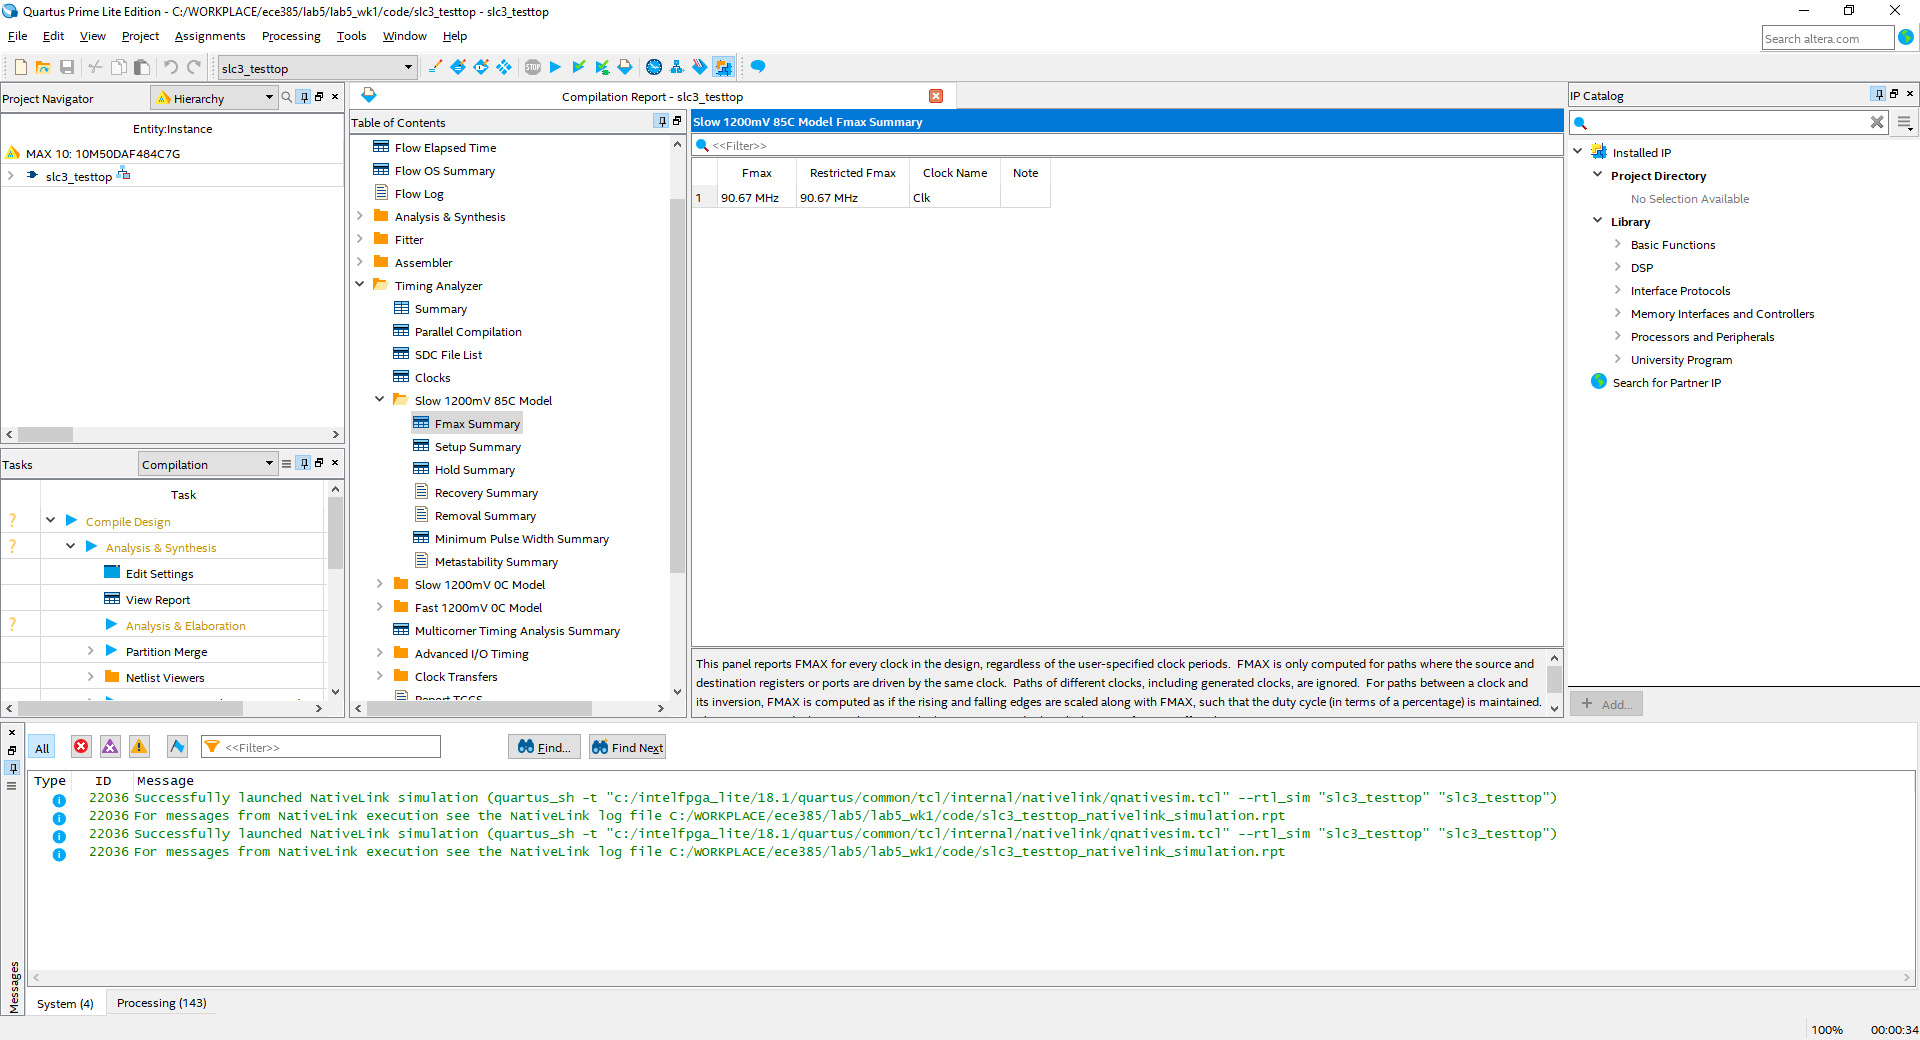 Quartus Prime Lite Edition - C:/WORKPLACE/ece385/lab5/lab5_wk1/code/slc3_testtop - slc3_testtop
File Edit View Project Assignments Processing Tools Window Help
Search altera.com
slc3_testtop
STOP
Project Navigator
Hierarchy
Entity:Instance
MAX 10: 10M50DAF484C7G
slc3_testtop
Tasks
Compilation
Task
? Compile Design
? Analysis & Synthesis
Edit Settings
View Report
? Analysis & Elaboration
Partition Merge
Netlist Viewers
Compilation Report - slc3_testtop
Table of Contents
Flow Elapsed Time
Flow OS Summary
Flow Log
Analysis & Synthesis
Fitter
Assembler
Timing Analyzer
Summary
Parallel Compilation
SDC File List
Clocks
Slow 1200mV 85C Model
Fmax Summary
Setup Summary
Hold Summary
Recovery Summary
Removal Summary
Minimum Pulse Width Summary
Metastability Summary
Slow 1200mV 0C Model
Fast 1200mV 0C Model
Multicorner Timing Analysis Summary
Advanced I/O Timing
Clock Transfers
Report TCCS
Slow 1200mV 85C Model Fmax Summary
<<Filter>>
Fmax Restricted Fmax Clock Name Note
1 90.67 MHz 90.67 MHz Clk
This panel reports FMAX for every clock in the design, regardless of the user-specified clock periods. FMAX is only computed for paths where the source and
destination registers or ports are driven by the same clock. Paths of different clocks, including generated clocks, are ignored. For paths between a clock and
its inversion, FMAX is computed as if the rising and falling edges are scaled along with FMAX, such that the duty cycle (in terms of a percentage) is maintained.
IP Catalog
Installed IP
Project Directory
No Selection Available
Library
Basic Functions
DSP
Interface Protocols
Memory Interfaces and Controllers
Processors and Peripherals
University Program
Search for Partner IP
+ Add...
All
<<Filter>>
Find...
Find Next
Type ID Message
22036 Successfully launched NativeLink simulation (quartus_sh -t "c:/intelfpga_lite/18.1/quartus/common/tcl/internal/nativelink/qnativesim.tcl" --rtl_sim "slc3_testtop" "slc3_testtop")
22036 For messages from NativeLink execution see the NativeLink log file C:/WORKPLACE/ece385/lab5/lab5_wk1/code/slc3_testtop_nativelink_simulation.rpt
22036 Successfully launched NativeLink simulation (quartus_sh -t "c:/intelfpga_lite/18.1/quartus/common/tcl/internal/nativelink/qnativesim.tcl" --rtl_sim "slc3_testtop" "slc3_testtop")
22036 For messages from NativeLink execution see the NativeLink log file C:/WORKPLACE/ece385/lab5/lab5_wk1/code/slc3_testtop_nativelink_simulation.rpt
Messages
System (4)
Processing (143)
100% 00:00:34